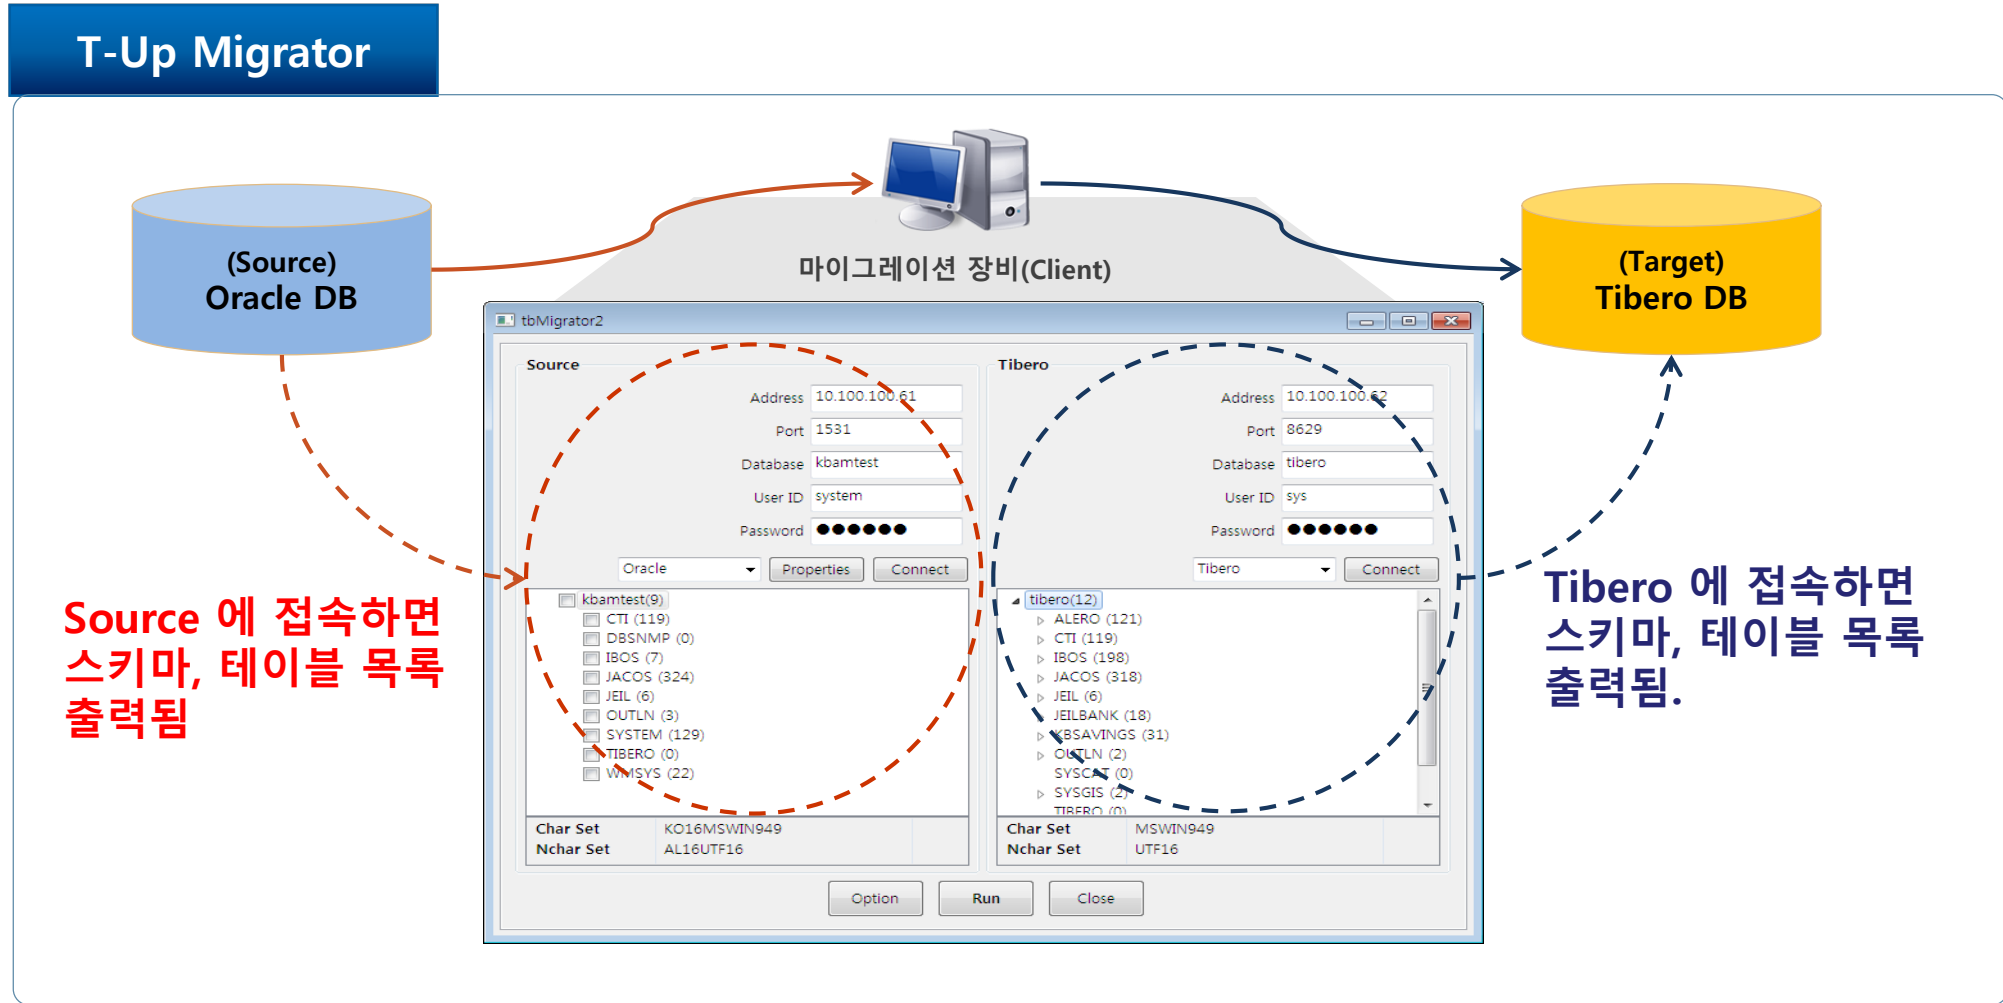 T-Up Migrator
(Source)
Oracle DB
마이그레이션 장비(Client)
(Target)
Tibero DB
tbMigrator2
Source
Address 10.100.100.61
Port 1531
Database kbamtest
User ID system
Password ●●●●●●
Oracle Properties Connect
kbamtest(9)
CTI (119)
DBSNMP (0)
IBOS (7)
JACOS (324)
JEIL (6)
OUTLN (3)
SYSTEM (129)
TIBERO (0)
WMSYS (22)
Char Set KO16MSWIN949
Nchar Set AL16UTF16
Tibero
Address 10.100.100.62
Port 8629
Database tibero
User ID sys
Password ●●●●●●
Tibero Connect
tibero(12)
ALERO (121)
CTI (119)
IBOS (198)
JACOS (318)
JEIL (6)
JEILBANK (18)
KBSAVINGS (31)
OUTLN (2)
SYSCAT (0)
SYSGIS (2)
TIBERO (0)
Char Set MSWIN949
Nchar Set UTF16
Option Run Close
Source 에 접속하면
스키마, 테이블 목록
출력됨
Tibero 에 접속하면
스키마, 테이블 목록
출력됨.